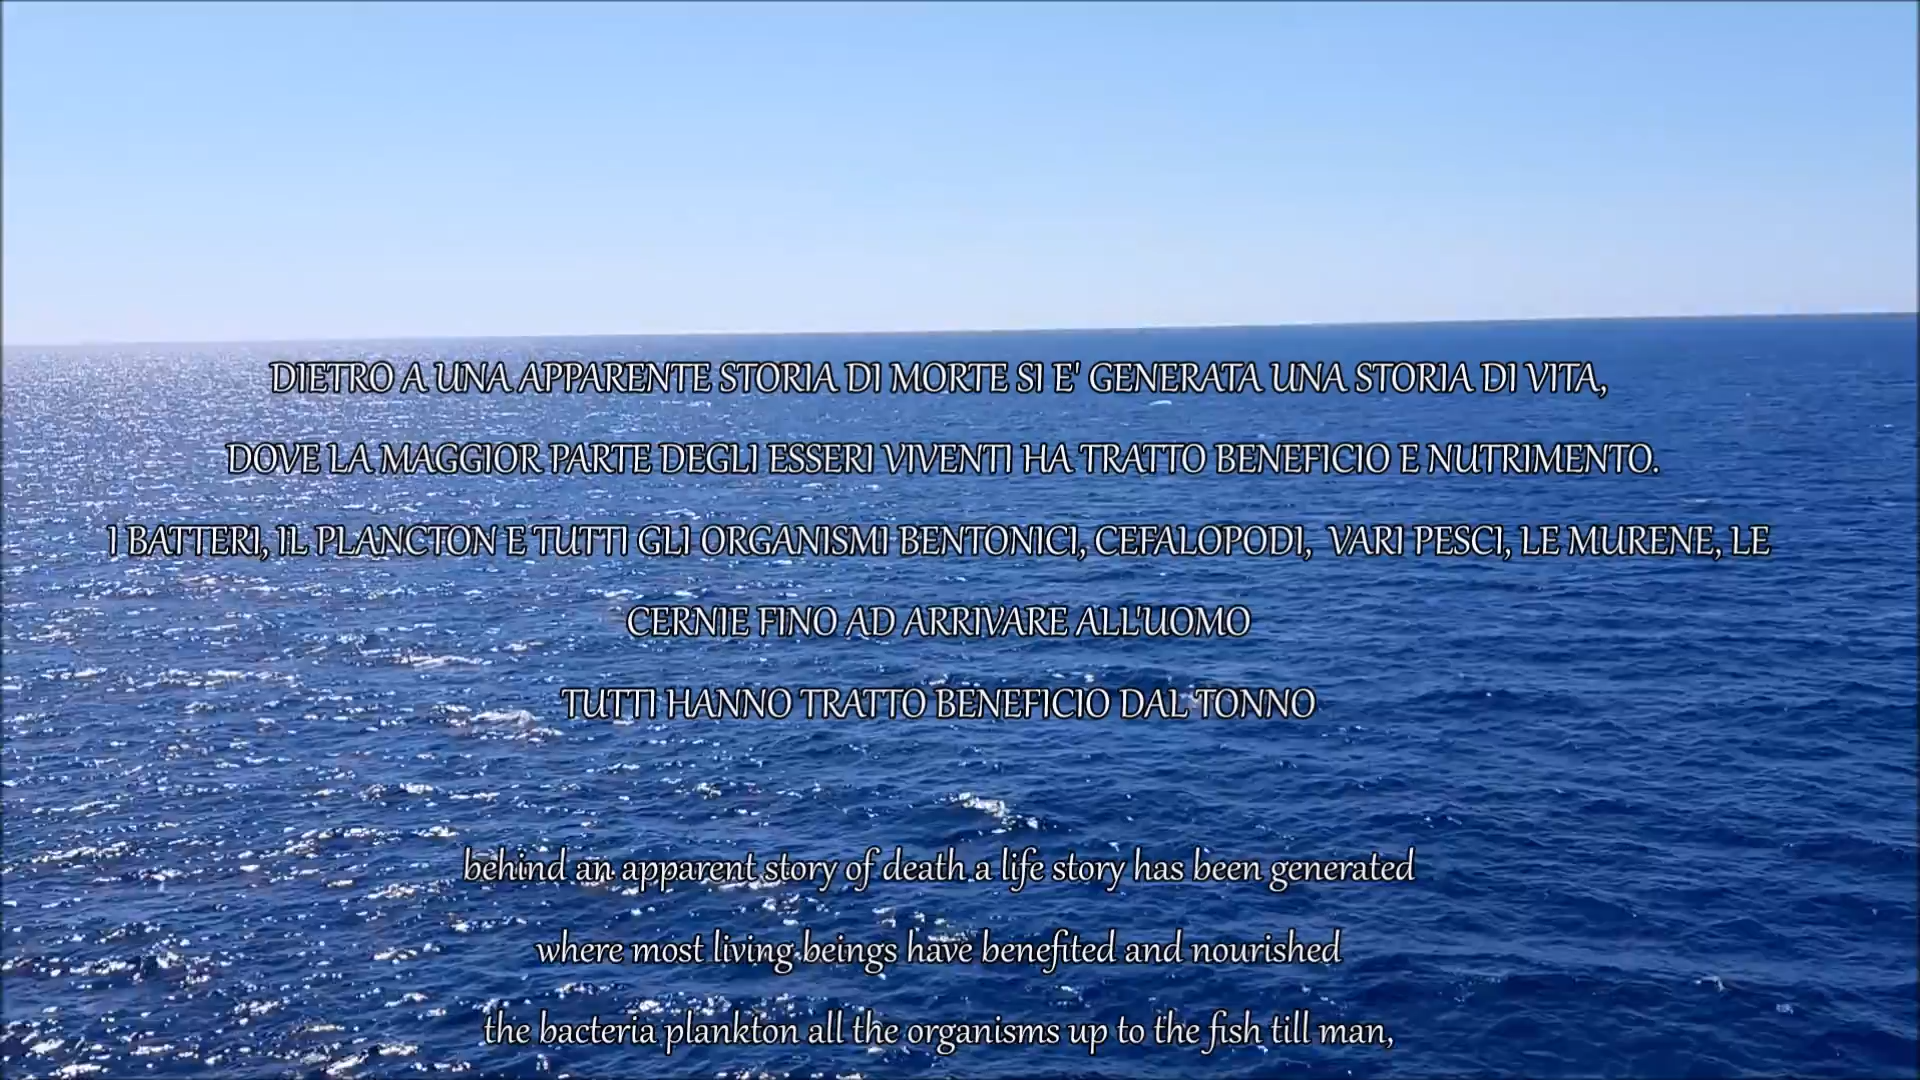 DIETRO A UNA APPARENTE STORIA DI MORTE SI E' GENERATA UNA STORIA DI VITA,
DOVE LA MAGGIOR PARTE DEGLI ESSERI VIVENTI HA TRATTO BENEFICIO E NUTRIMENTO.
I BATTERI, IL PLANCTON E TUTTI GLI ORGANISMI BENTONICI, CEFALOPODI, VARI PESCI, LE MURENE, LE
CERNIE FINO AD ARRIVARE ALL'UOMO
TUTTI HANNO TRATTO BENEFICIO DAL TONNO
behind an apparent story of death a life story has been generated
where most living beings have benefited and nourished
the bacteria plankton all the organisms up to the fish till man,